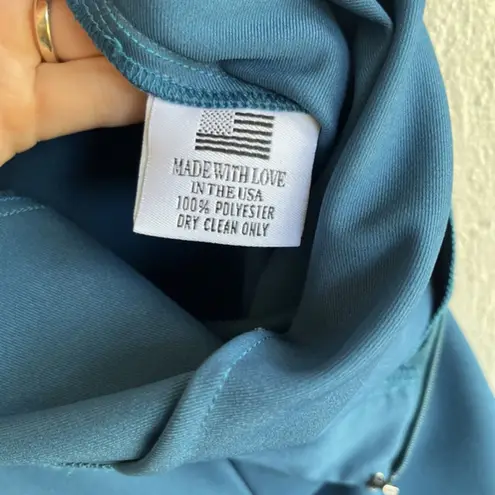 MADE WITH LOVE
IN THE USA
100% POLYESTER
DRY CLEAN ONLY